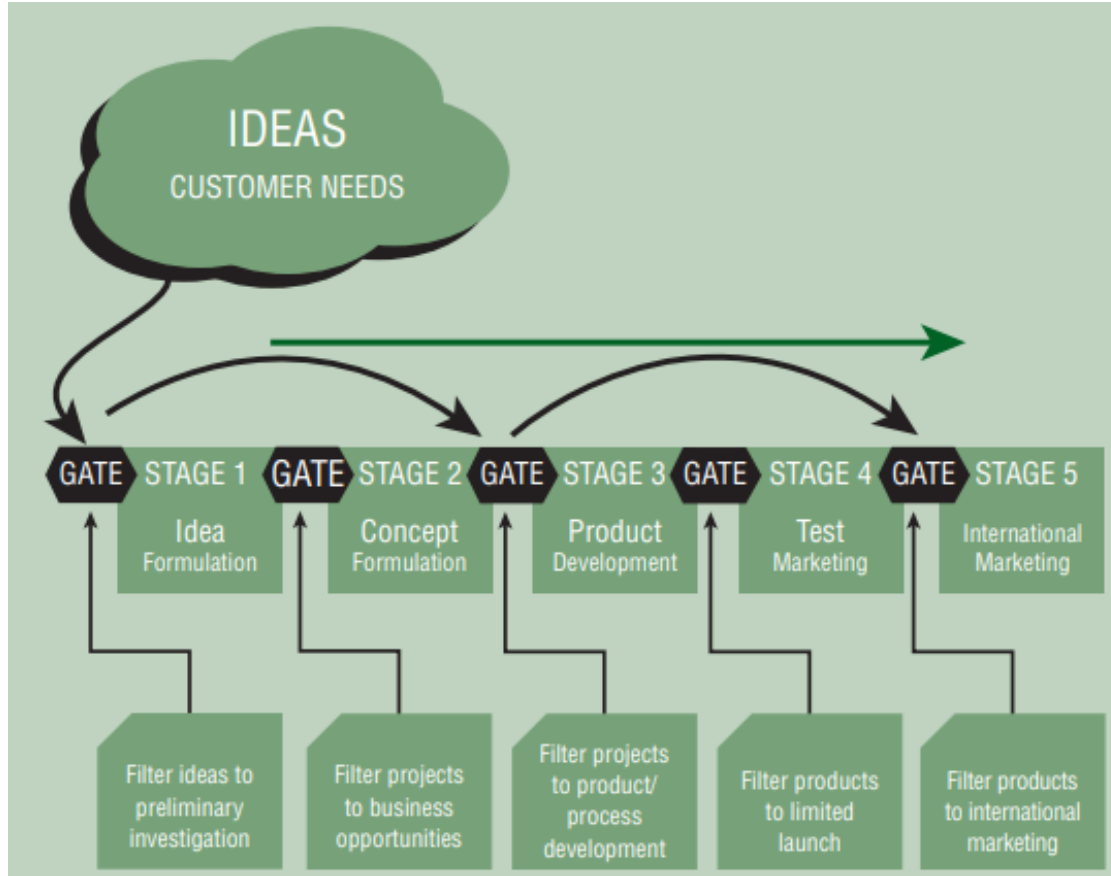 IDEAS
CUSTOMER NEEDS
GATE STAGE 1 GATE STAGE 2 GATE STAGE 3 GATE STAGE 4 GATE STAGE 5
Idea
Formulation
Concept
Formulation
Product
Development
Test
Marketing
International
Marketing
Filter ideas to
preliminary
investigation
Filter projects
to business
opportunities
Filter projects
to product/
process
development
Filter products
to limited
launch
Filter products
to international
marketing